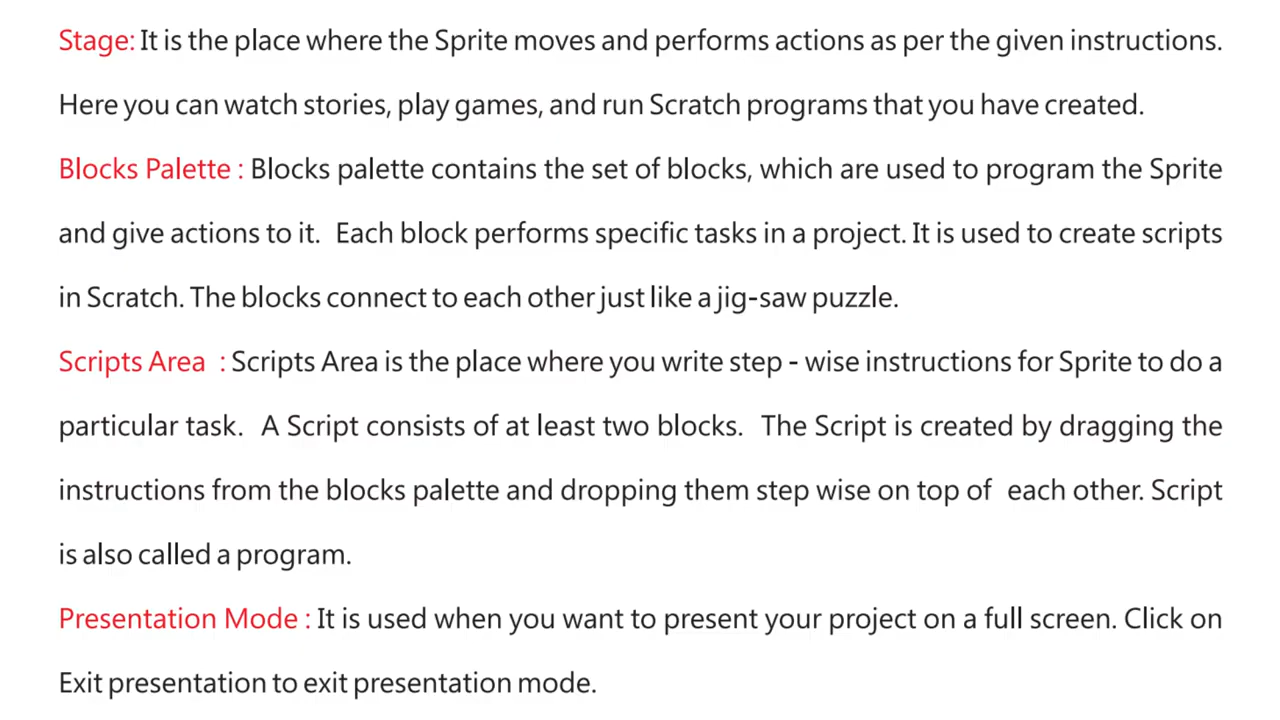 Stage: It is the place where the Sprite moves and performs actions as per the given instructions.
Here you can watch stories, play games, and run Scratch programs that you have created.
Blocks Palette : Blocks palette contains the set of blocks, which are used to program the Sprite
and give actions to it. Each block performs specific tasks in a project. It is used to create scripts
in Scratch. The blocks connect to each other just like a jig-saw puzzle.
Scripts Area : Scripts Area is the place where you write step - wise instructions for Sprite to do a
particular task. A Script consists of at least two blocks. The Script is created by dragging the
instructions from the blocks palette and dropping them step wise on top of each other. Script
is also called a program.
Presentation Mode : It is used when you want to present your project on a full screen. Click on
Exit presentation to exit presentation mode.